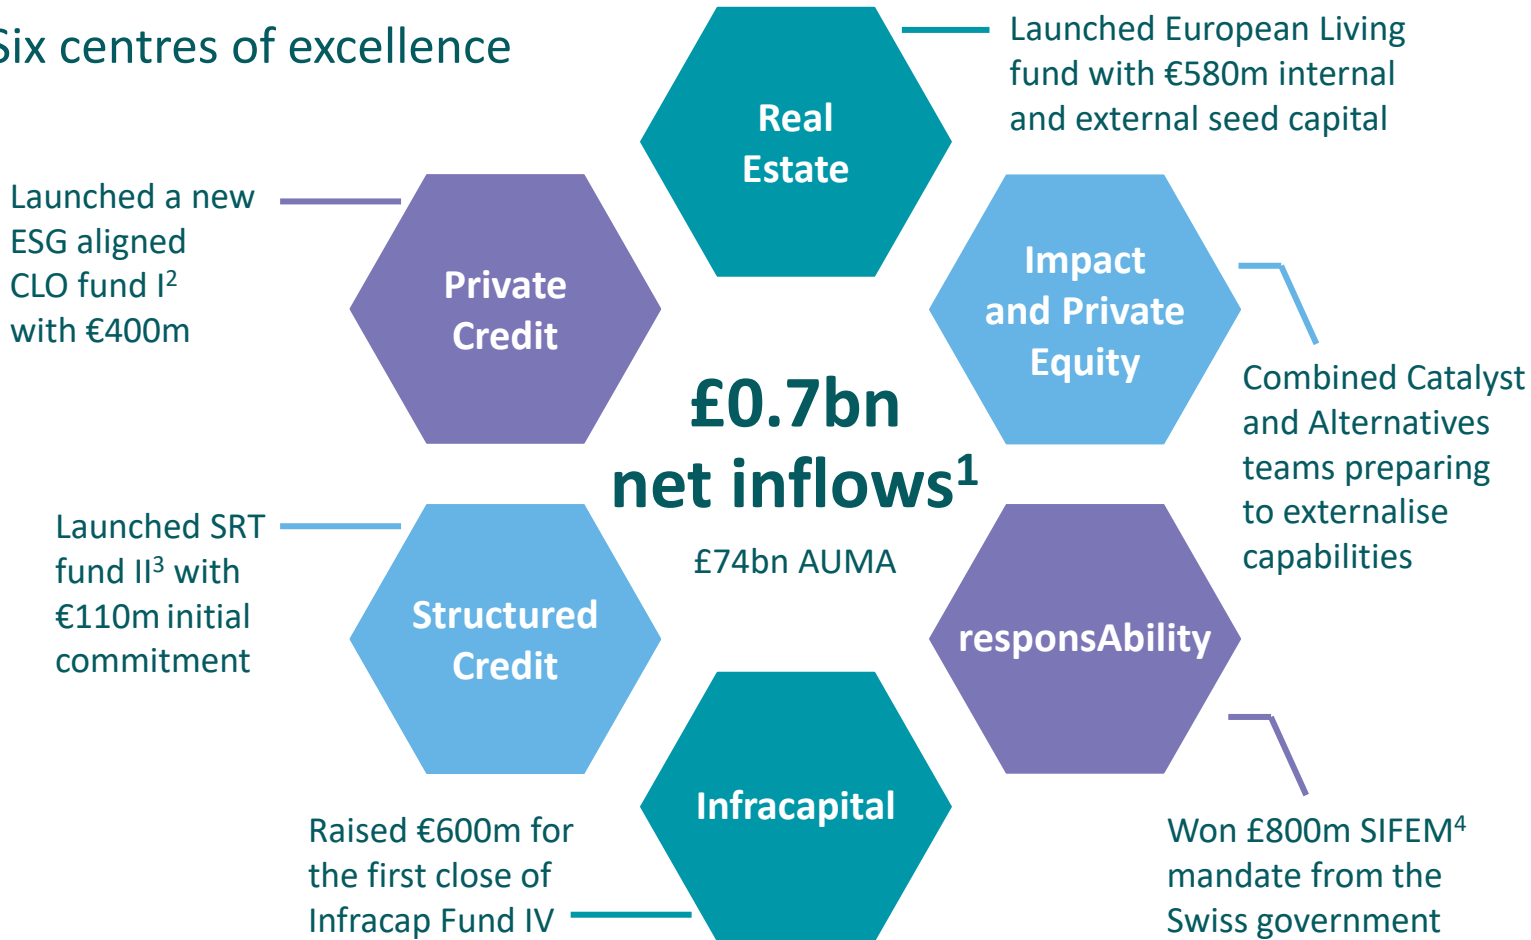 Six centres of excellence
Launched European Living
fund with €580m internal
and external seed capital
Real
Estate
Launched a new
ESG aligned
CLO fund I²
with €400m
Private
Credit
Impact
and Private
Equity
Combined Catalyst
and Alternatives
teams preparing
to externalise
capabilities
£0.7bn
net inflows¹
£74bn AUMA
Launched SRT
fund II³ with
€110m initial
commitment
Structured
Credit
responsAbility
Infracapital
Raised €600m for
the first close of
Infracap Fund IV
Won £800m SIFEM⁴
mandate from the
Swiss government